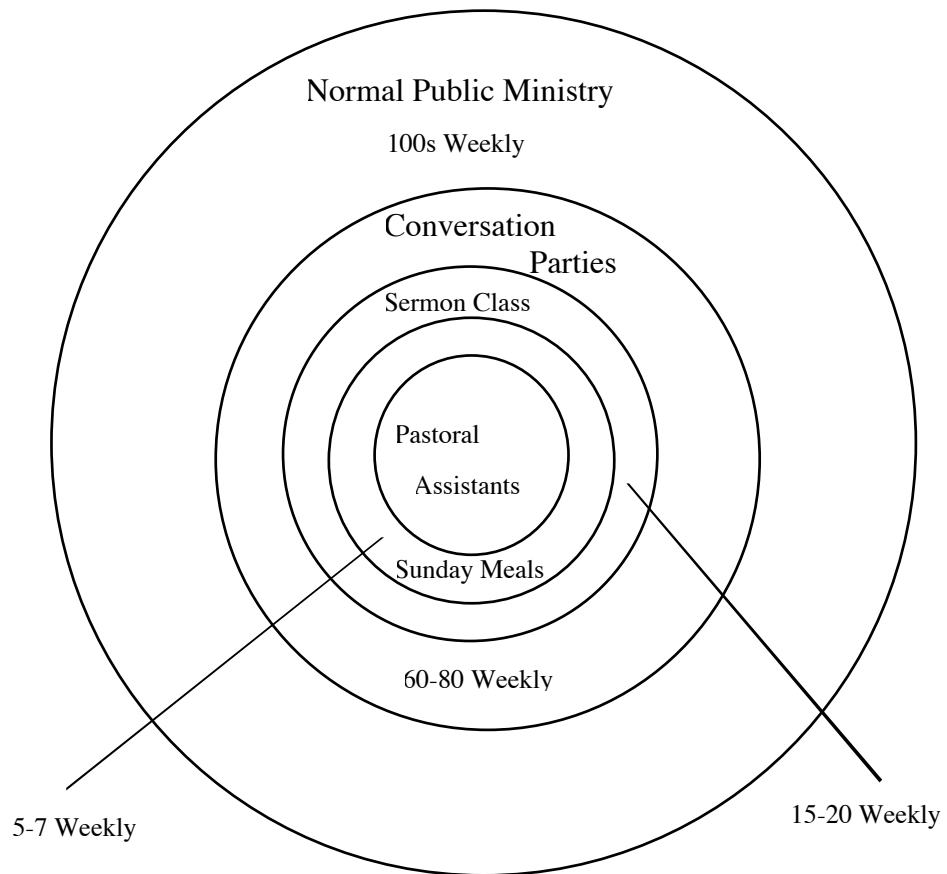 Normal Public Ministry
100s Weekly
Conversation
Parties
Sermon Class
Pastoral
Assistants
Sunday Meals
60-80 Weekly
5-7 Weekly
15-20 Weekly